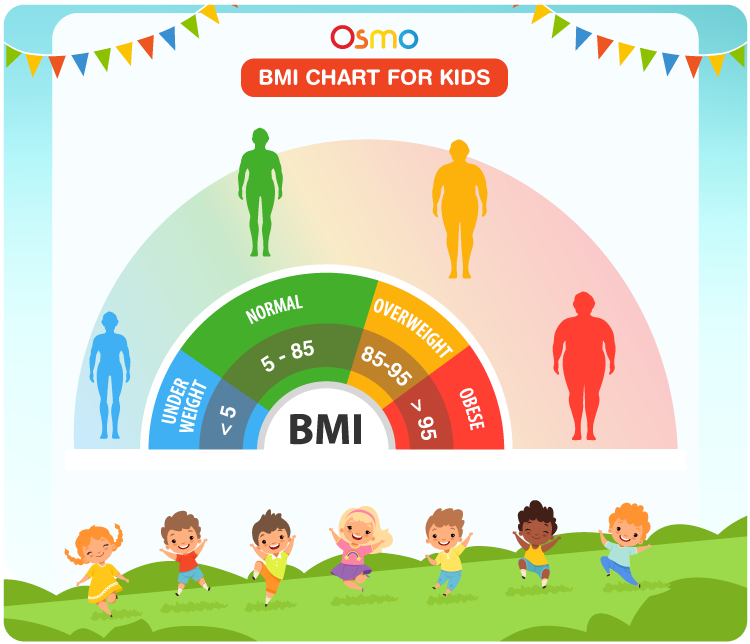 Osmo
BMI CHART FOR KIDS
UNDER
WEIGHT
< 5
NORMAL
5 - 85
OVERWEIGHT
85-95
OBESE
> 95
BMI